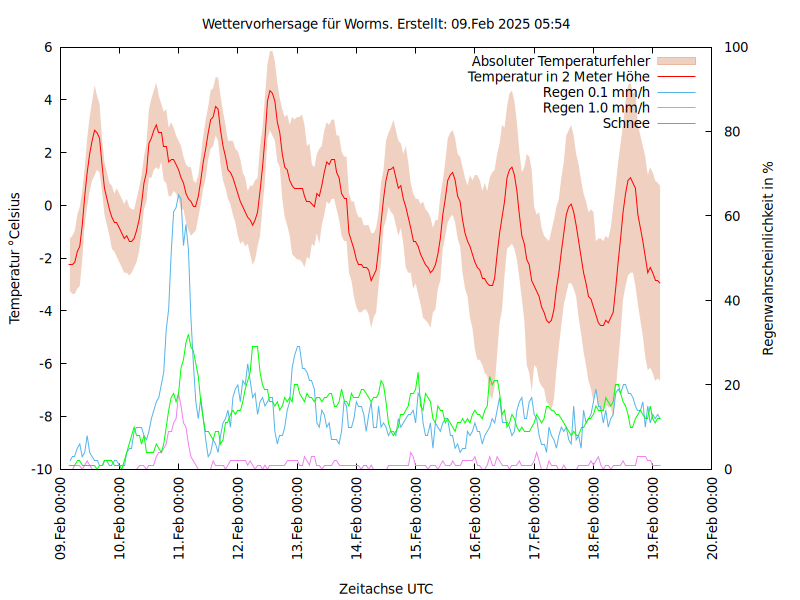 Wettervorhersage für Worms. Erstellt: 09.Feb 2025 05:54
Absoluter Temperaturfehler
Temperatur in 2 Meter Höhe
Regen 0.1 mm/h
Regen 1.0 mm/h
Schnee
Temperatur °Celsius
6
4
2
0
-2
-4
-6
-8
-10
Regenwahrscheinlichkeit in %
100
80
60
40
20
0
09.Feb 00:00
10.Feb 00:00
11.Feb 00:00
12.Feb 00:00
13.Feb 00:00
14.Feb 00:00
15.Feb 00:00
16.Feb 00:00
17.Feb 00:00
18.Feb 00:00
19.Feb 00:00
20.Feb 00:00
Zeitachse UTC